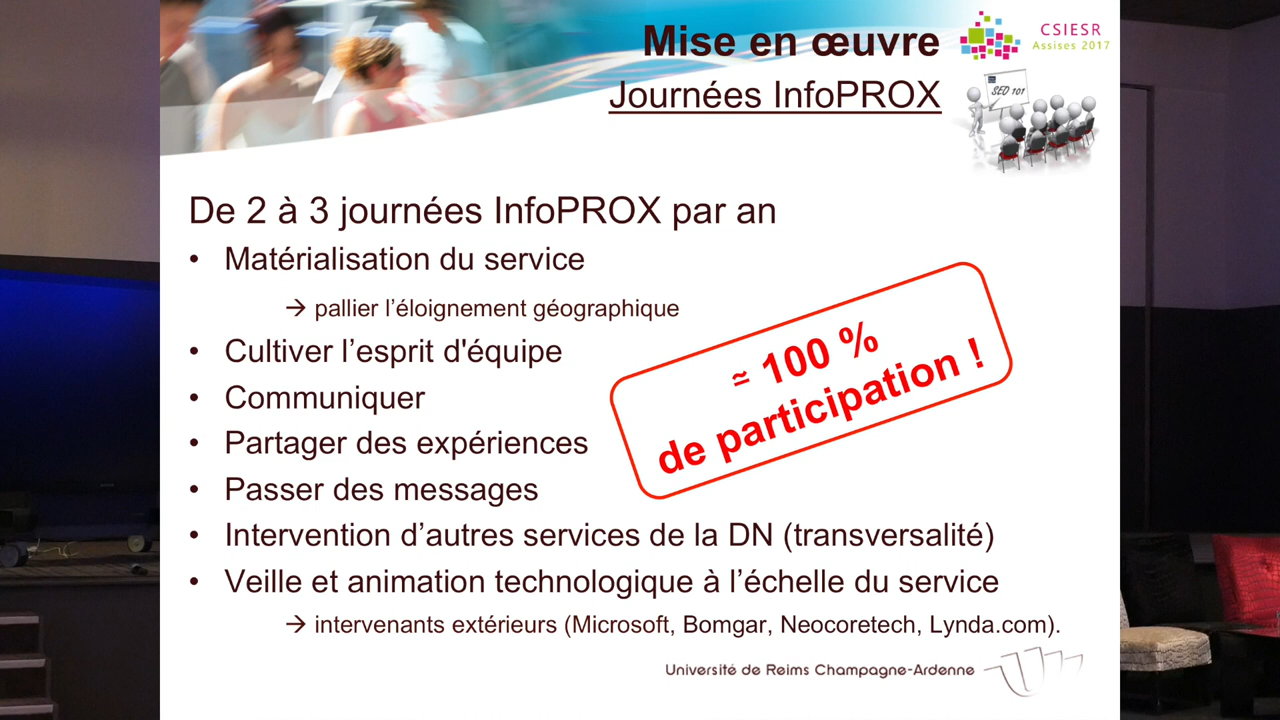 Mise en œuvre
Journées InfoPROX
CSIESR
Assises 2017
SEO 101
De 2 à 3 journées InfoPROX par an
• Matérialisation du service
→ pallier l’éloignement géographique
• Cultiver l’esprit d'équipe
• Communiquer
• Partager des expériences
• Passer des messages
• Intervention d’autres services de la DN (transversalité)
• Veille et animation technologique à l’échelle du service
→ intervenants extérieurs (Microsoft, Bomgar, Neocoretech, Lynda.com).
≃ 100 %
de participation !
Université de Reims Champagne-Ardenne